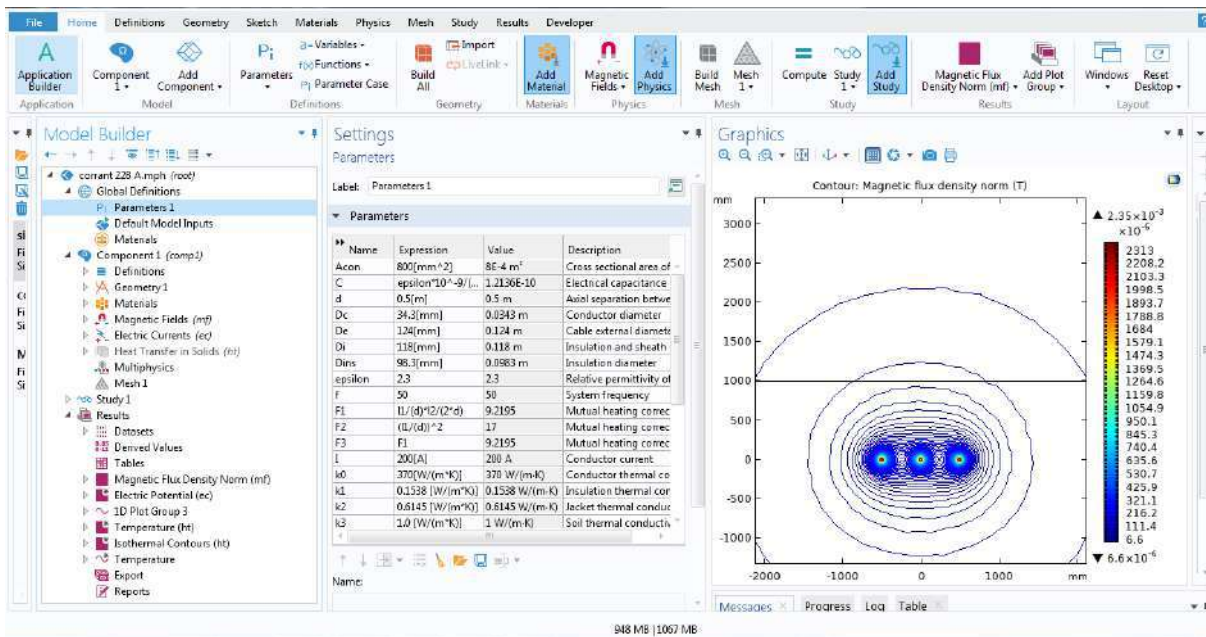 File Home Definitions Geometry Sketch Materials Physics Mesh Study Results Developer
Application Builder
Component 1
Add Component
Pi Parameters
a= Variables
f(x) Functions
Pi Parameter Case
Build All
Import
LiveLink
Add Material
Magnetic Fields
Add Physics
Build Mesh
Mesh 1
Compute
Study 1
Add Study
Magnetic Flux Density Norm (mf)
Add Plot Group
Windows
Reset Desktop
Application Model Definitions Geometry Materials Physics Mesh Study Results Layout
Model Builder
corrant 228 A.mph (root)
Global Definitions
Pi Parameters 1
Default Model Inputs
Materials
Component 1 (comp1)
Definitions
Geometry 1
Materials
Magnetic Fields (mf)
Electric Currents (ec)
Heat Transfer in Solids (ht)
Multiphysics
Mesh 1
Study 1
Results
Datasets
Derived Values
Tables
Magnetic Flux Density Norm (mf)
Electric Potential (ec)
1D Plot Group 3
Temperature (ht)
Isothermal Contours (ht)
Temperature
Export
Reports
Settings
Parameters
Label: Parameters 1
Parameters
Name Expression Value Description
Acon 800[mm^2] 8E-4 m² Cross sectional area of
C epsilon*10^-9/(... 1.2136E-10 Electrical capacitance
d 0.5[m] 0.5 m Axial separation betwe
Dc 34.3[mm] 0.0343 m Conductor diameter
De 124[mm] 0.124 m Cable external diamete
Di 118[mm] 0.118 m Insulation and sheath
Dins 98.3[mm] 0.0983 m Insulation diameter
epsilon 2.3 2.3 Relative permittivity of
f 50 50 System frequency
F1 l1/(d)*l2/(2*d) 9.2195 Mutual heating correc
F2 (l1/(d))^2 17 Mutual heating correc
F3 F1 9.2195 Mutual heating correc
I 200[A] 200 A Conductor current
k0 370[W/(m*K)] 370 W/(m·K) Conductor thermal co
k1 0.1538 [W/(m*K)] 0.1538 W/(m·K) Insulation thermal cor
k2 0.6145 [W/(m*K)] 0.6145 W/(m·K) Jacket thermal conduc
k3 1.0 [W/(m*K)] 1 W/(m·K) Soil thermal conductiv
Name:
Graphics
Contour: Magnetic flux density norm (T)
mm
3000
2500
2000
1500
1000
500
0
-500
-1000
-2000 -1000 0 1000 mm
▲ 2.35×10⁻³
×10⁻⁶
2313
2208.2
2103.3
1998.5
1893.7
1788.8
1684
1579.1
1474.3
1369.5
1264.6
1159.8
1054.9
950.1
845.3
740.4
635.6
530.7
425.9
321.1
216.2
111.4
6.6
▼ 6.6×10⁻⁶
Messages Progress Log Table
948 MB | 1067 MB